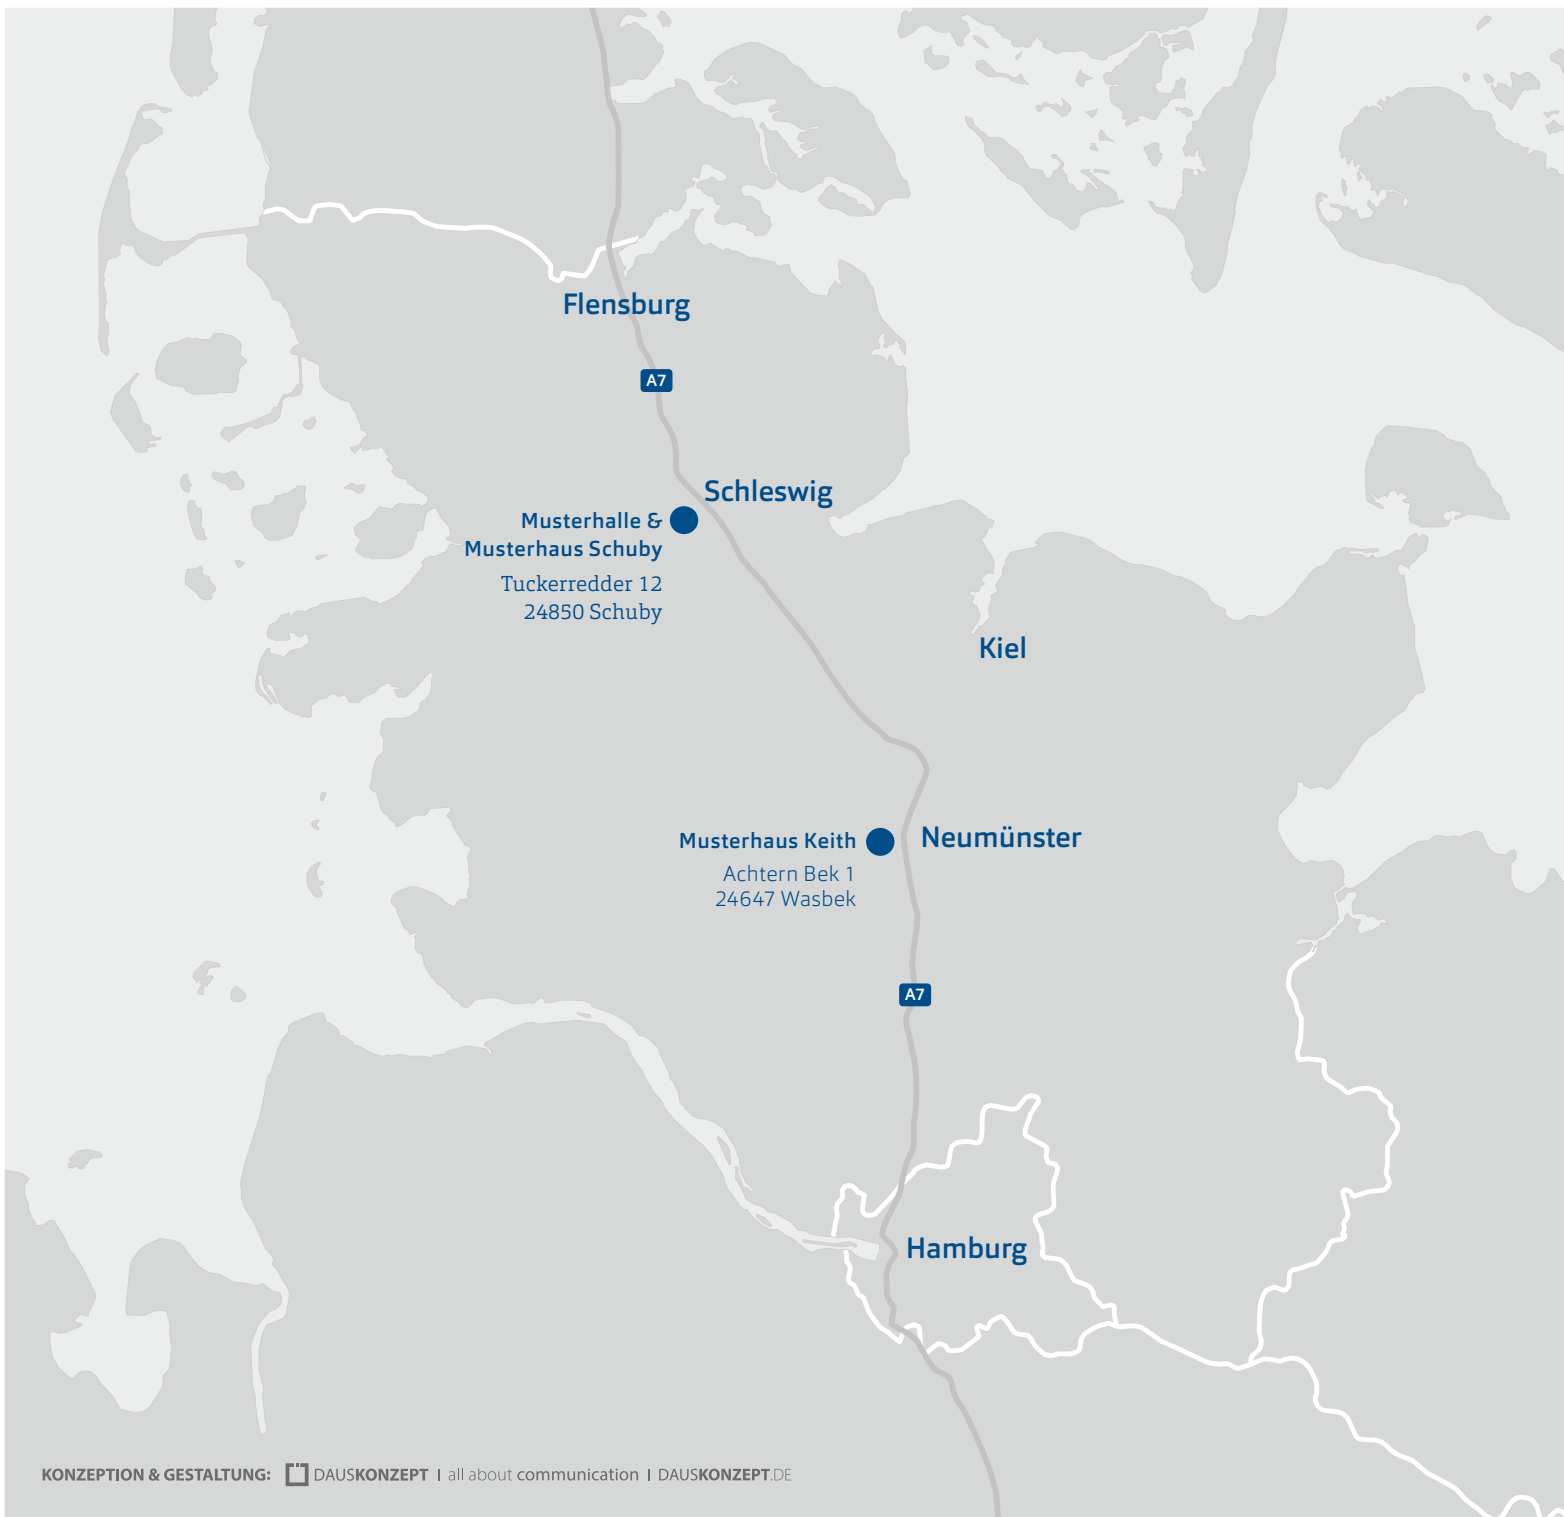 Flensburg
A7
Schleswig
Musterhalle &
Musterhaus Schuby
Tuckerredder 12
24850 Schuby
Kiel
Musterhaus Keith
Neumünster
Achtern Bek 1
24647 Wasbek
A7
Hamburg
KONZEPTION & GESTALTUNG: DAUSKONZEPT | all about communication | DAUSKONZEPT.DE